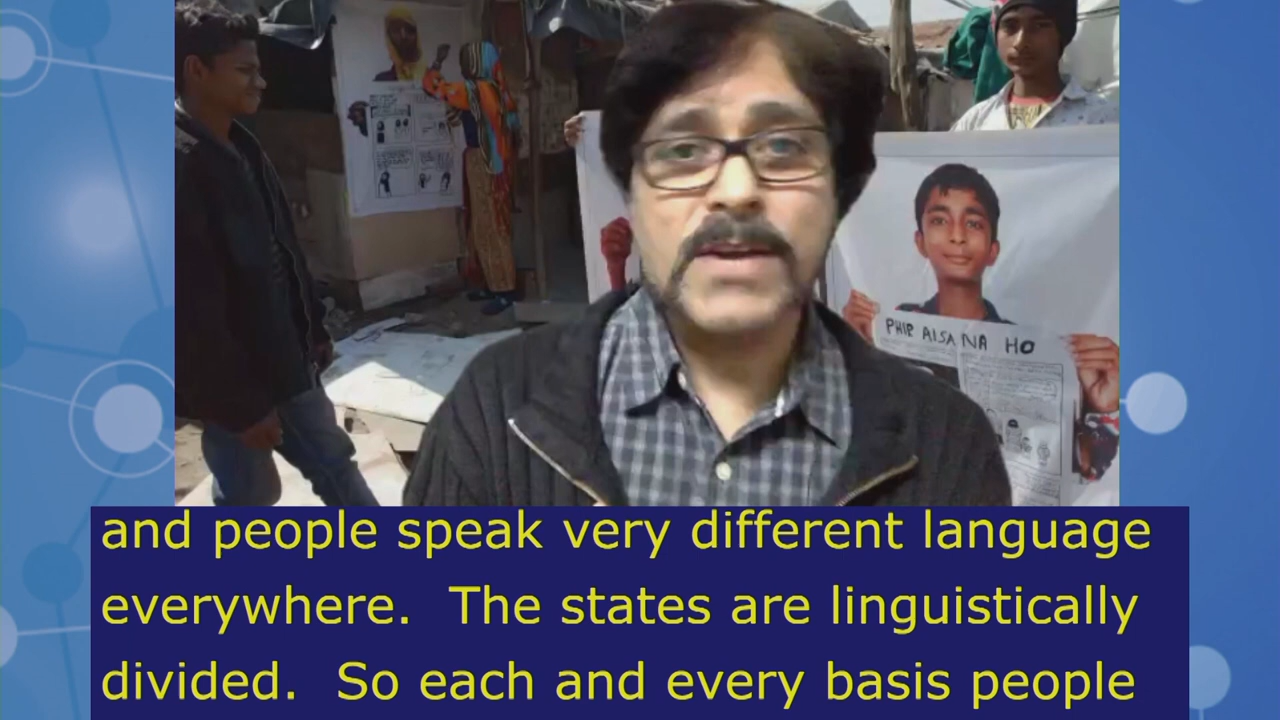 PHIR AISA NA HO
and people speak very different language
everywhere.  The states are linguistically
divided.  So each and every basis people